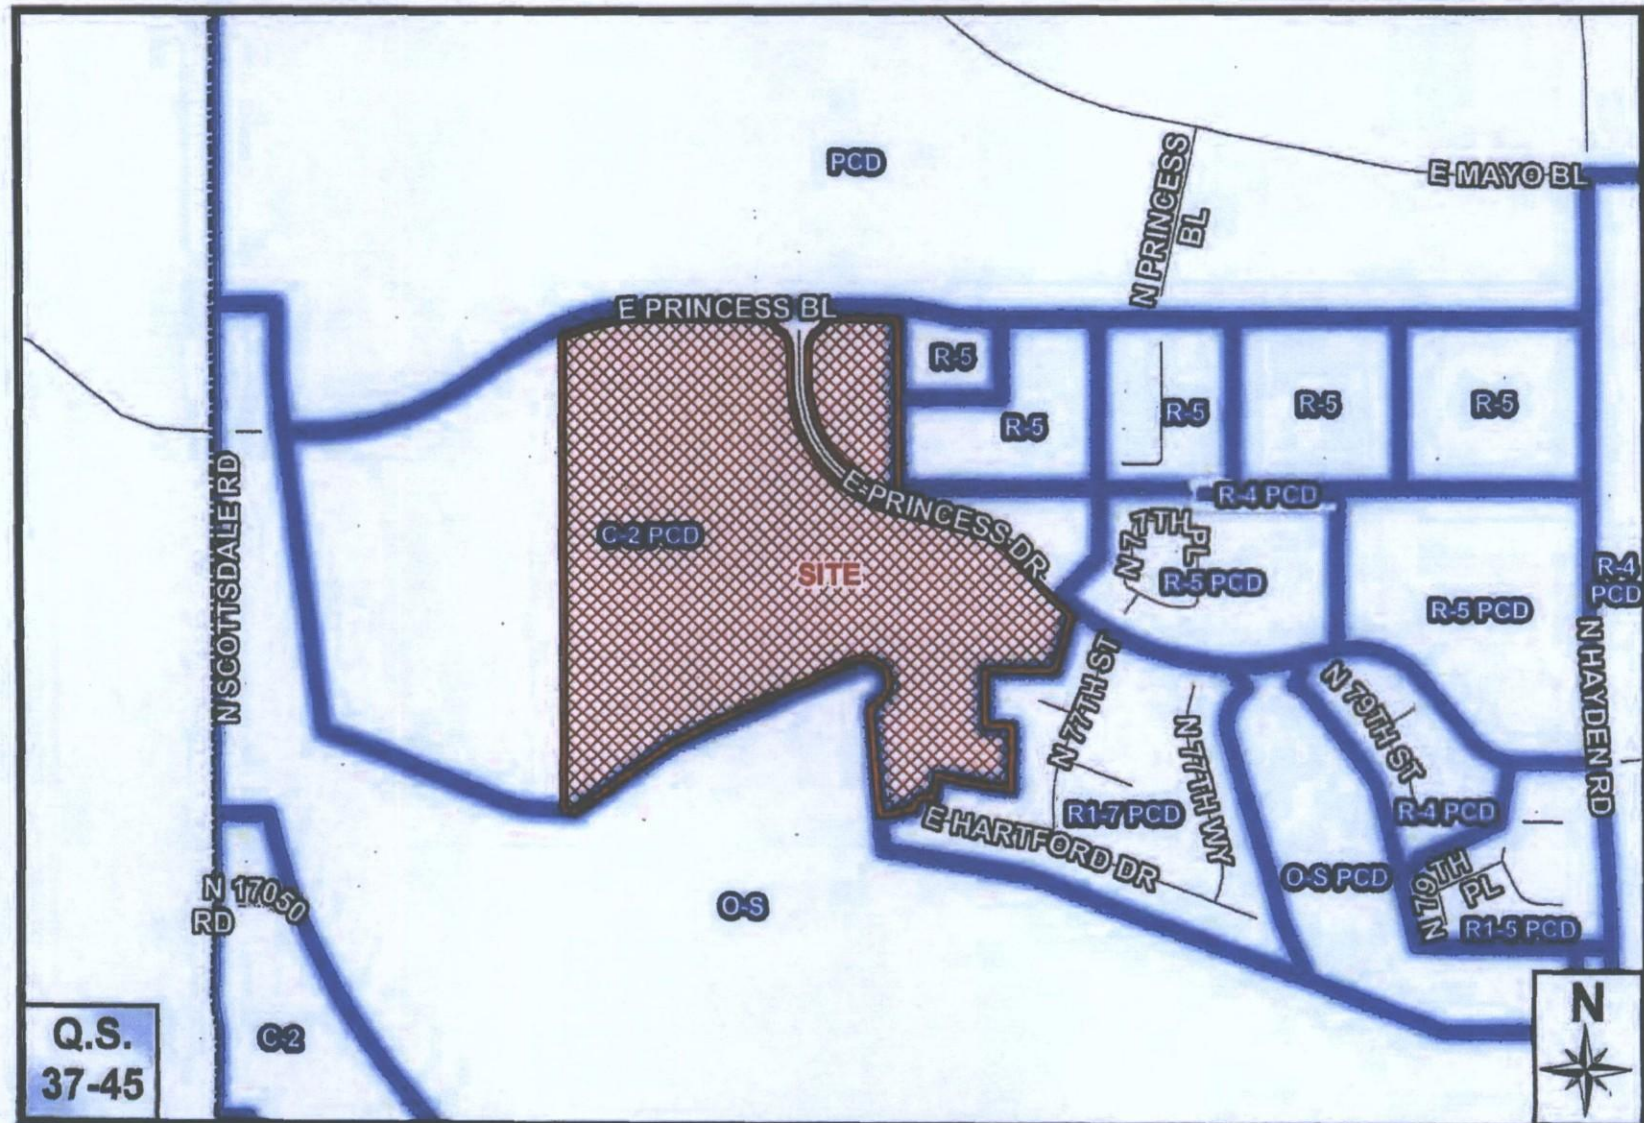 PCD
E MAYO BL
N PRINCESS
BL
E PRINCESS BL
R-5
R-5
R-5
R-5
R-5
N SCOTTSDALE RD
E PRINCESS DR
R-4 PCD
C-2 PCD
N 77TH
PL
SITE
R-5 PCD
R-4
PCD
R-5 PCD
N 77TH ST
N 79TH ST
N HAYDEN RD
N 77TH WY
R1-7 PCD
R-4 PCD
E HARTFORD DR
N 17050
RD
O-S
O-S PCD
N 79TH
PL
R1-5 PCD
Q.S.
37-45
C-2
N